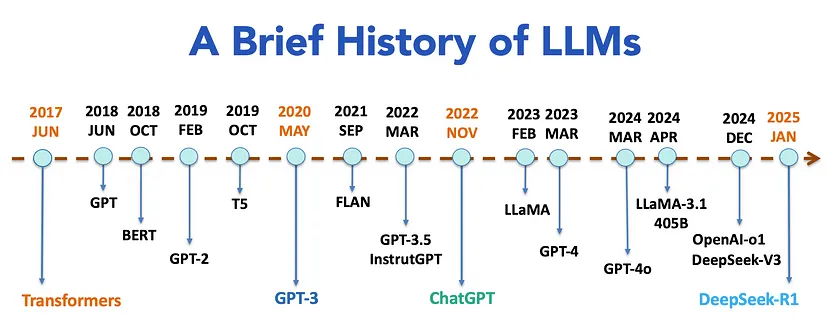 A Brief History of LLMs
2017
JUN
2018
JUN
2018
OCT
2019
FEB
2019
OCT
2020
MAY
2021
SEP
2022
MAR
2022
NOV
2023
FEB
2023
MAR
2024
MAR
2024
APR
2024
DEC
2025
JAN
Transformers
GPT
BERT
GPT-2
T5
GPT-3
FLAN
GPT-3.5
InstrutGPT
ChatGPT
LLaMA
GPT-4
GPT-4o
LLaMA-3.1
405B
OpenAI-o1
DeepSeek-V3
DeepSeek-R1